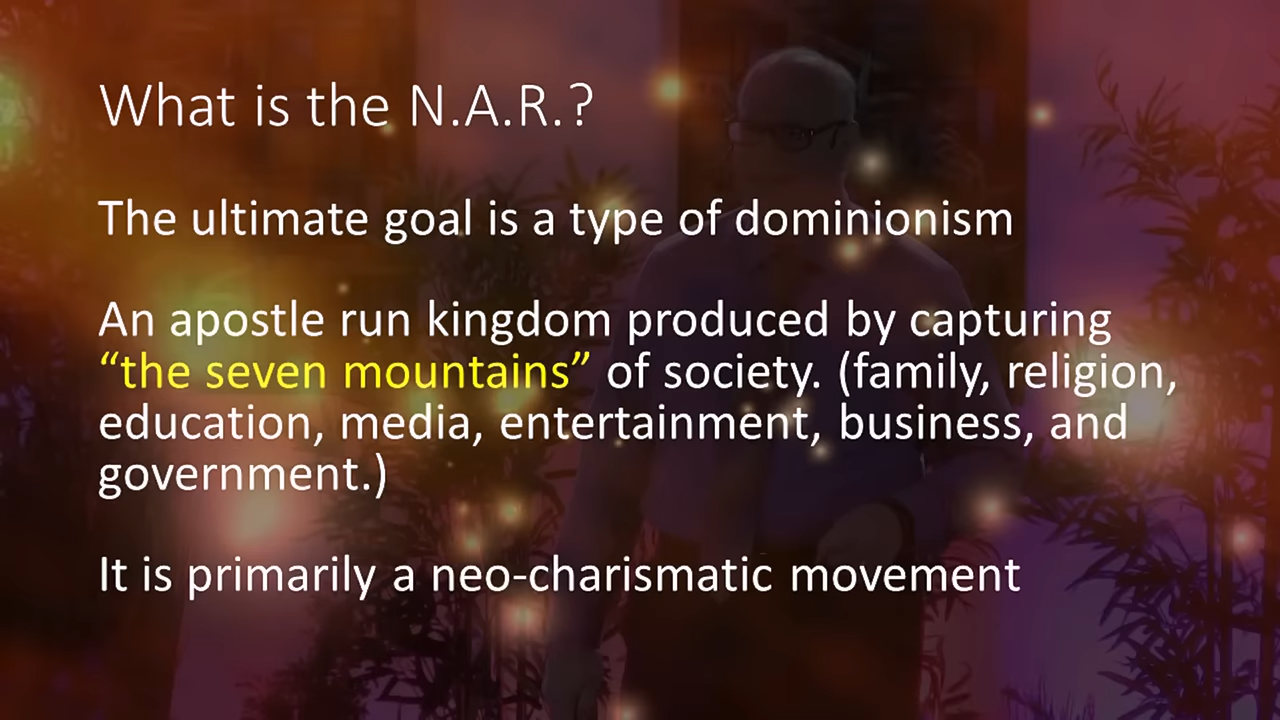 What is the N.A.R.?
The ultimate goal is a type of dominionism
An apostle run kingdom produced by capturing
“the seven mountains” of society. (family, religion,
education, media, entertainment, business, and
government.)
It is primarily a neo-charismatic movement